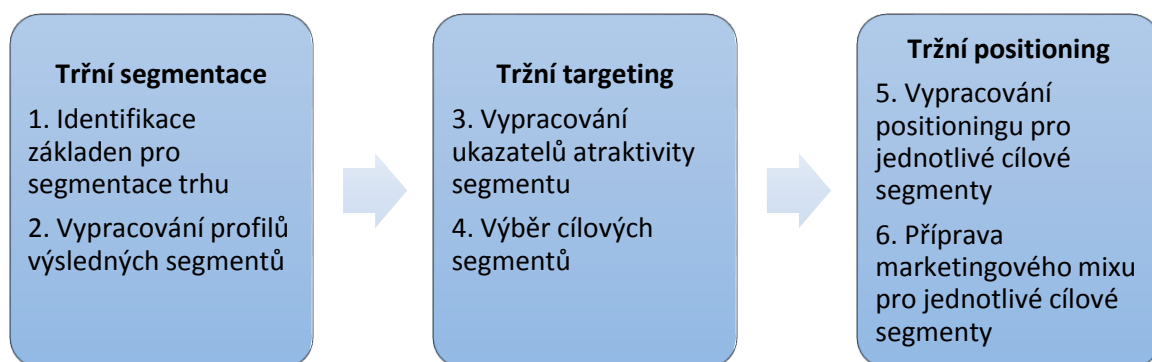 Trřní segmentace
1. Identifikace
základen pro
segmentace trhu
2. Vypracování profilů
výsledných segmentů
Tržní targeting
3. Vypracování
ukazatelů atraktivity
segmentu
4. Výběr cílových
segmentů
Tržní positioning
5. Vypracování
positioningu pro
jednotlivé cílové
segmenty
6. Příprava
marketingového mixu
pro jednotlivé cílové
segmenty